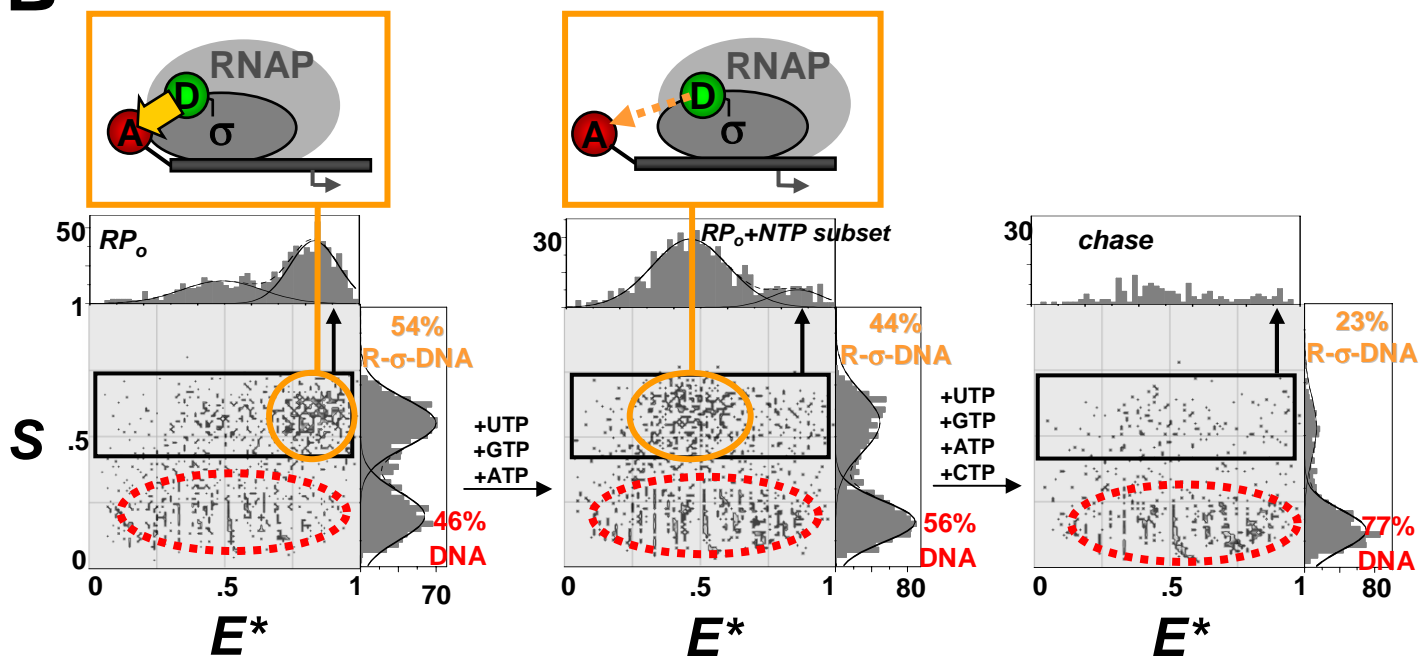 B
RNAP
D
A
σ
RNAP
D
A
σ
50
RPo
1
30
RPo+NTP subset
30
chase
1
54%
R-σ-DNA
44%
R-σ-DNA
23%
R-σ-DNA
S
.5
+UTP
+GTP
+ATP
+UTP
+GTP
+ATP
+CTP
46%
DNA
56%
DNA
77%
DNA
0
0
.5
1
70
0
.5
1
80
0
.5
1
80
E*
E*
E*